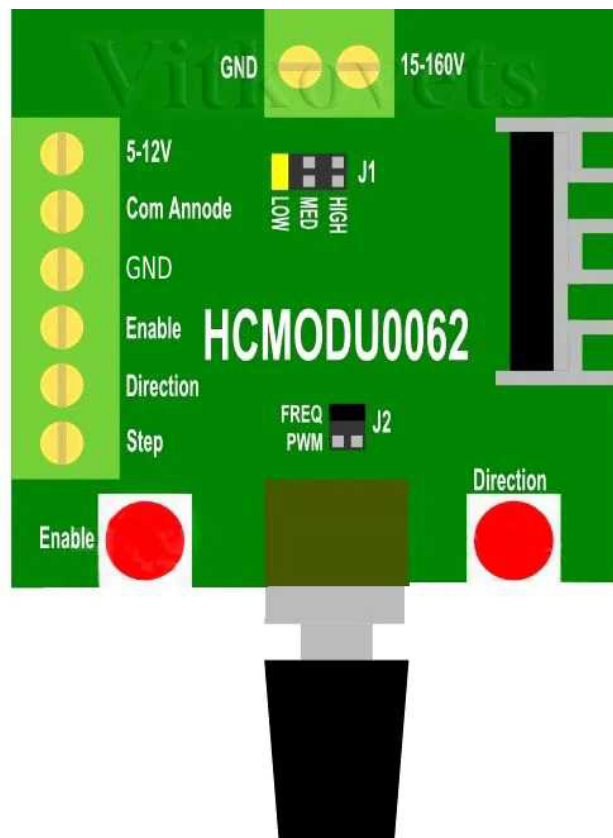 Vitkovets
GND 15-160V
5-12V
Com Annode
GND
Enable
Direction
Step
J1
LOW MED HIGH
HCMODU0062
FREQ
PWM
J2
Direction
Enable